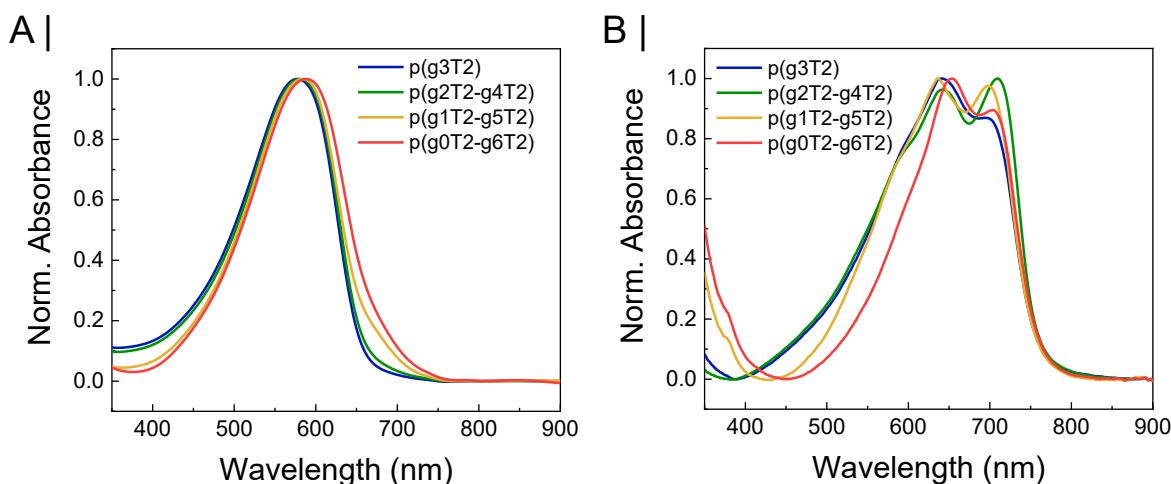 A |
p(g3T2)
p(g2T2-g4T2)
p(g1T2-g5T2)
p(g0T2-g6T2)
1.0
0.8
0.6
0.4
0.2
0.0
Norm. Absorbance
400 500 600 700 800 900
Wavelength (nm)
B |
p(g3T2)
p(g2T2-g4T2)
p(g1T2-g5T2)
p(g0T2-g6T2)
1.0
0.8
0.6
0.4
0.2
0.0
Norm. Absorbance
400 500 600 700 800 900
Wavelength (nm)